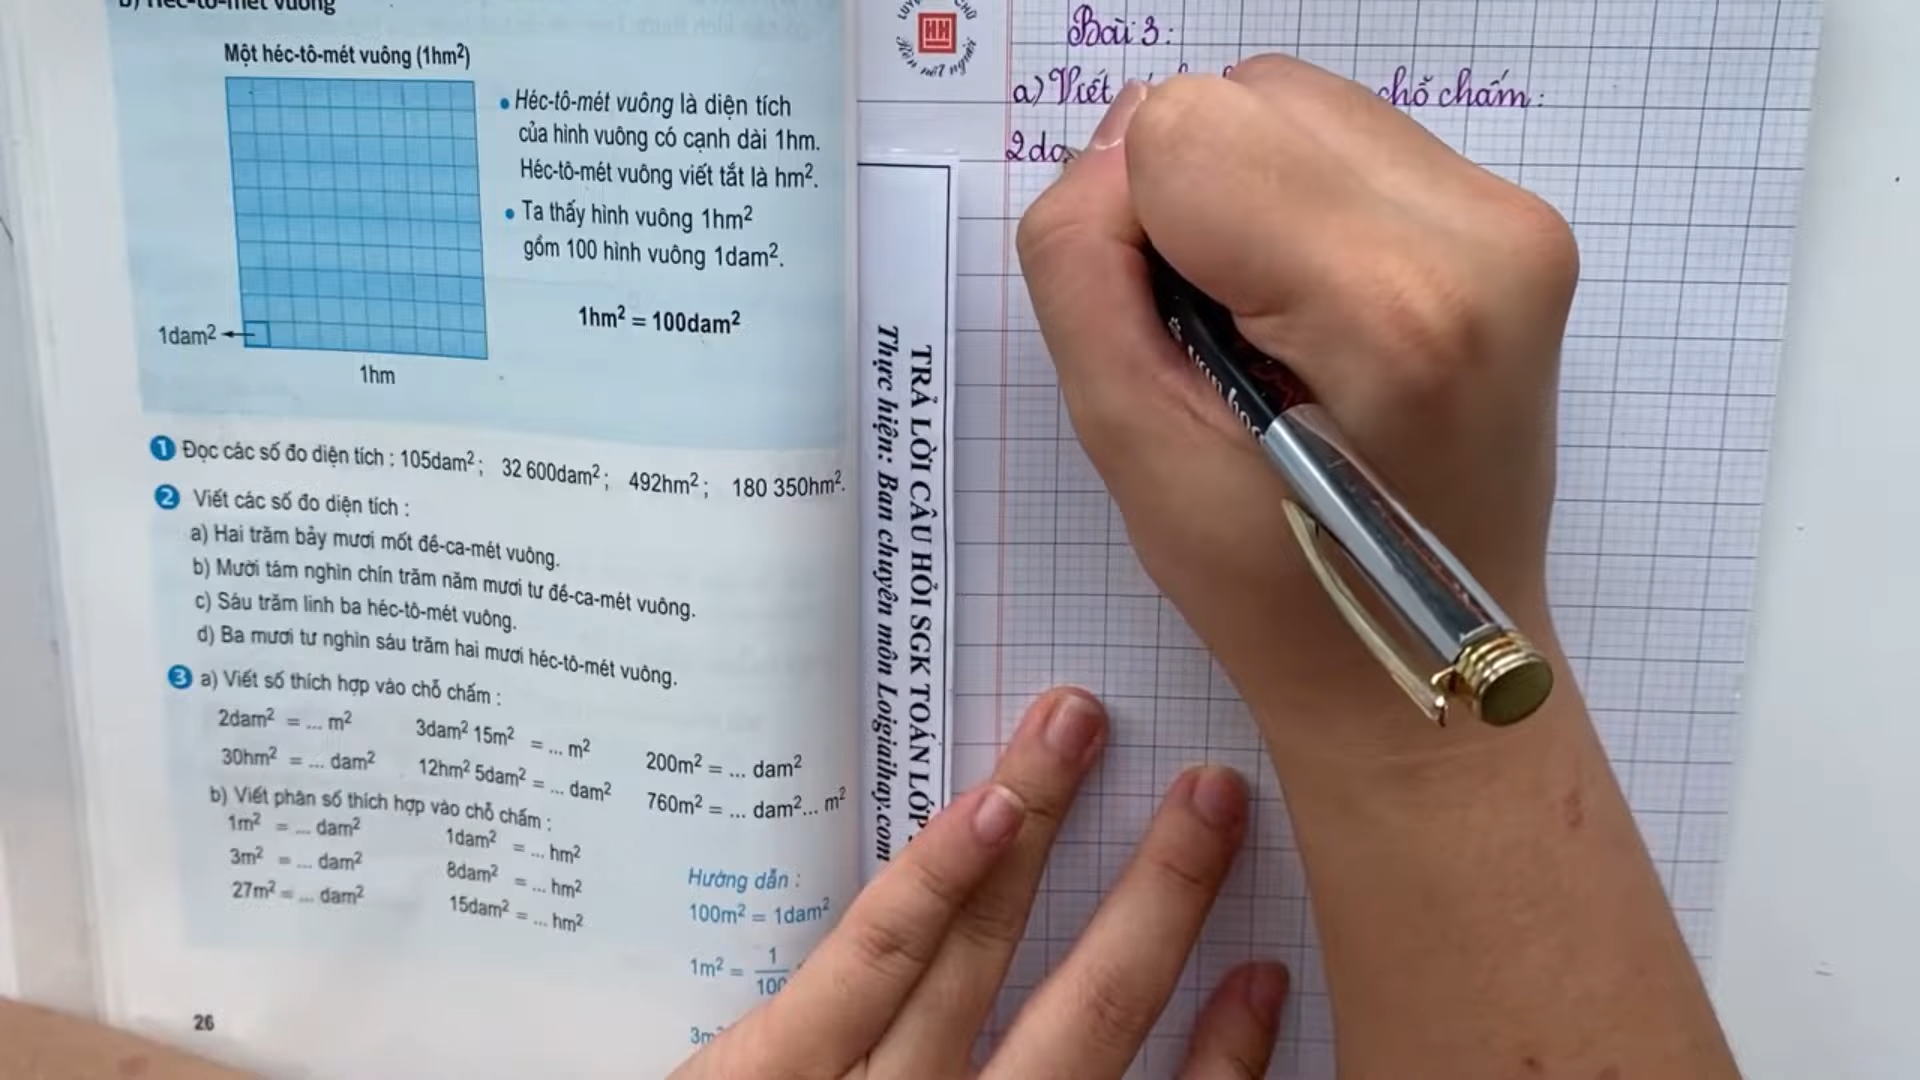 b) Héc-tô-mét vuông
Một héc-tô-mét vuông (1hm²)
• Héc-tô-mét vuông là diện tích
của hình vuông có cạnh dài 1hm.
Héc-tô-mét vuông viết tắt là hm².
• Ta thấy hình vuông 1hm²
gồm 100 hình vuông 1dam².
1hm² = 100dam²
1dam²
1hm
1 Đọc các số đo diện tích : 105dam² ; 32 600dam² ; 492hm² ; 180 350hm².
2 Viết các số đo diện tích :
a) Hai trăm bảy mươi mốt đề-ca-mét vuông.
b) Mười tám nghìn chín trăm năm mươi tư đề-ca-mét vuông.
c) Sáu trăm linh ba héc-tô-mét vuông.
d) Ba mươi tư nghìn sáu trăm hai mươi héc-tô-mét vuông.
3 a) Viết số thích hợp vào chỗ chấm :
2dam² = ... m² 3dam² 15m² = ... m² 200m² = ... dam²
30hm² = ... dam² 12hm² 5dam² = ... dam² 760m² = ... dam² ... m²
b) Viết phân số thích hợp vào chỗ chấm :
1m² = ... dam² 1dam² = ... hm²
3m² = ... dam² 8dam² = ... hm²
27m² = ... dam² 15dam² = ... hm²
Hướng dẫn :
100m² = 1dam²
1m² = 1/100
26
TRẢ LỜI CÂU HỎI SGK TOÁN LỚP
Thực hiện: Ban chuyên môn Loigiaihay.com
HH
Rèn nết người
Bài 3:
a) Viết chỗ chấm: